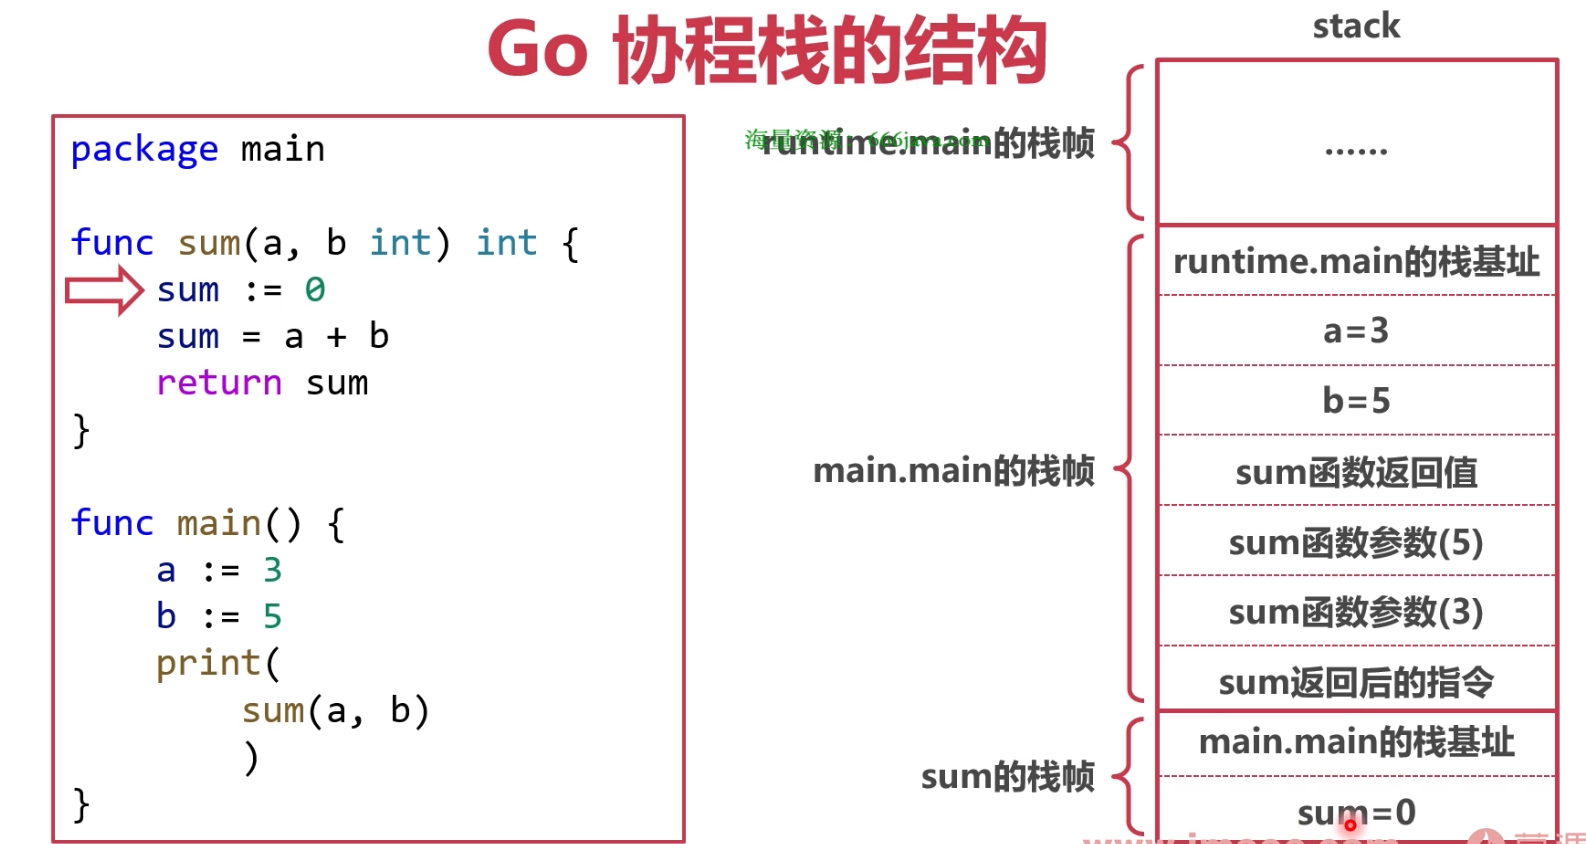 Go 协程栈的结构
package main
func sum(a, b int) int {
sum := 0
sum = a + b
return sum
}
func main() {
a := 3
b := 5
print(
sum(a, b)
)
}
stack
海量资源：666java.com
runtime.main的栈帧
......
main.main的栈帧
runtime.main的栈基址
a=3
b=5
sum函数返回值
sum函数参数(5)
sum函数参数(3)
sum返回后的指令
sum的栈帧
main.main的栈基址
sum=0